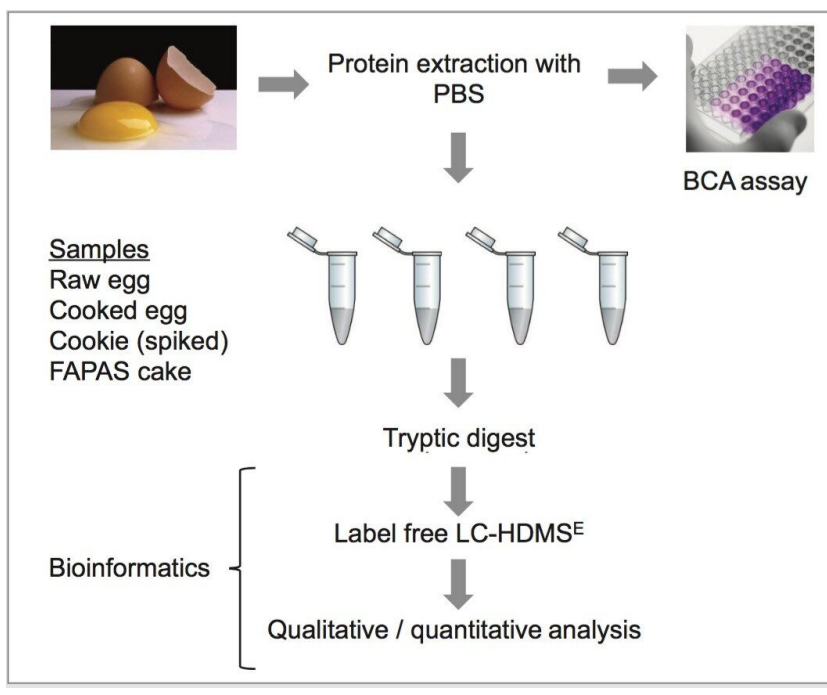 Protein extraction with
PBS
BCA assay
Samples
Raw egg
Cooked egg
Cookie (spiked)
FAPAS cake
Tryptic digest
Label free LC-HDMSᴱ
Bioinformatics
Qualitative / quantitative analysis